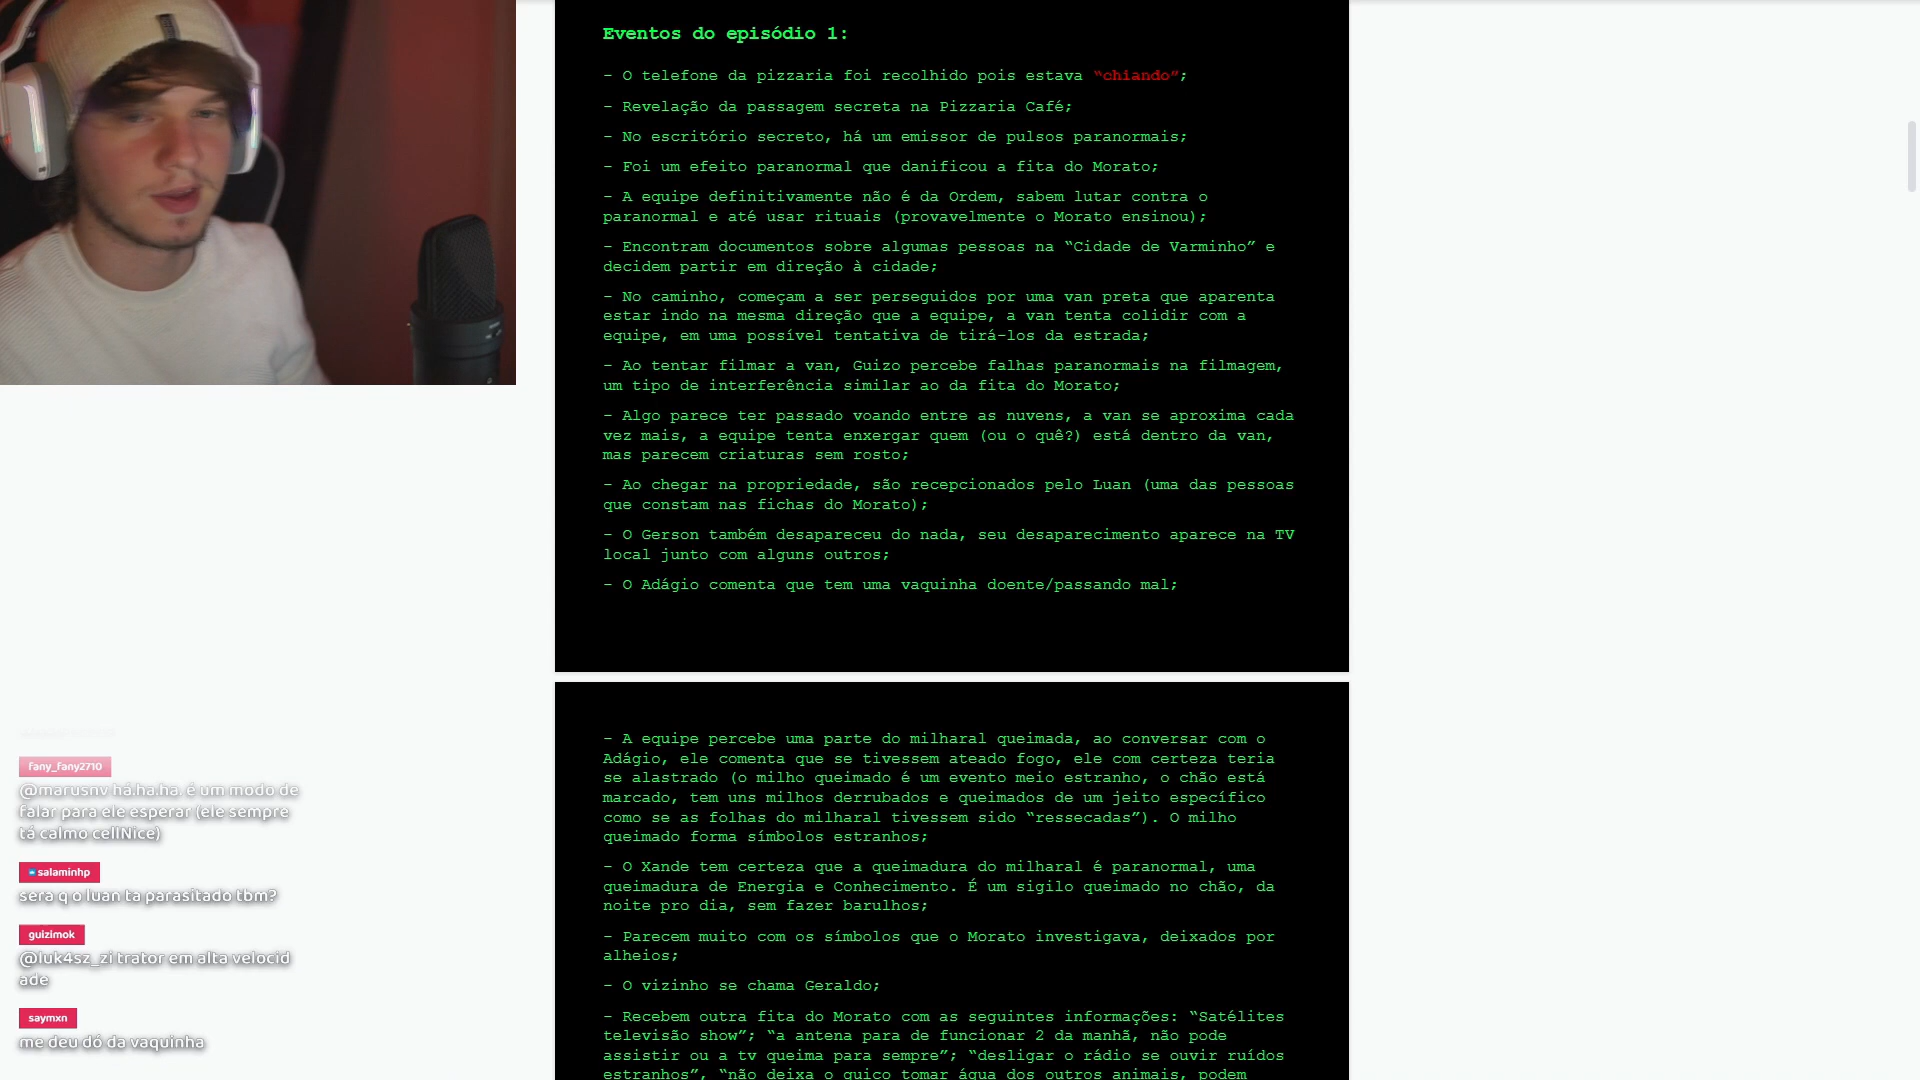 Eventos do episódio 1:
- O telefone da pizzaria foi recolhido pois estava “chiando”;
- Revelação da passagem secreta na Pizzaria Café;
- No escritório secreto, há um emissor de pulsos paranormais;
- Foi um efeito paranormal que danificou a fita do Morato;
- A equipe definitivamente não é da Ordem, sabem lutar contra o
paranormal e até usar rituais (provavelmente o Morato ensinou);
- Encontram documentos sobre algumas pessoas na “Cidade de Varminho” e
decidem partir em direção à cidade;
- No caminho, começam a ser perseguidos por uma van preta que aparenta
estar indo na mesma direção que a equipe, a van tenta colidir com a
equipe, em uma possível tentativa de tirá-los da estrada;
- Ao tentar filmar a van, Guizo percebe falhas paranormais na filmagem,
um tipo de interferência similar ao da fita do Morato;
- Algo parece ter passado voando entre as nuvens, a van se aproxima cada
vez mais, a equipe tenta enxergar quem (ou o quê?) está dentro da van,
mas parecem criaturas sem rosto;
- Ao chegar na propriedade, são recepcionados pelo Luan (uma das pessoas
que constam nas fichas do Morato);
- O Gerson também desapareceu do nada, seu desaparecimento aparece na TV
local junto com alguns outros;
- O Adágio comenta que tem uma vaquinha doente/passando mal;
- A equipe percebe uma parte do milharal queimada, ao conversar com o
Adágio, ele comenta que se tivessem ateado fogo, ele com certeza teria
se alastrado (o milho queimado é um evento meio estranho, o chão está
marcado, tem uns milhos derrubados e queimados de um jeito específico
como se as folhas do milharal tivessem sido “ressecadas”). O milho
queimado forma símbolos estranhos;
- O Xande tem certeza que a queimadura do milharal é paranormal, uma
queimadura de Energia e Conhecimento. É um sigilo queimado no chão, da
noite pro dia, sem fazer barulhos;
- Parecem muito com os símbolos que o Morato investigava, deixados por
alheios;
- O vizinho se chama Geraldo;
- Recebem outra fita do Morato com as seguintes informações: “Satélites
televisão show”; “a antena para de funcionar 2 da manhã, não pode
assistir ou a tv queima para sempre”; “desligar o rádio se ouvir ruídos
estranhos”, “não deixa o guico tomar água dos outros animais, podem
fany_fany2710
@marusnv há.ha.ha. é um modo de
falar para ele esperar (ele sempre
tá calmo cellNice)
salaminhp
sera q o luan ta parasitado tbm?
guizimok
@luk4sz_zi trator em alta velocid
ade
saymxn
me deu dó da vaquinha